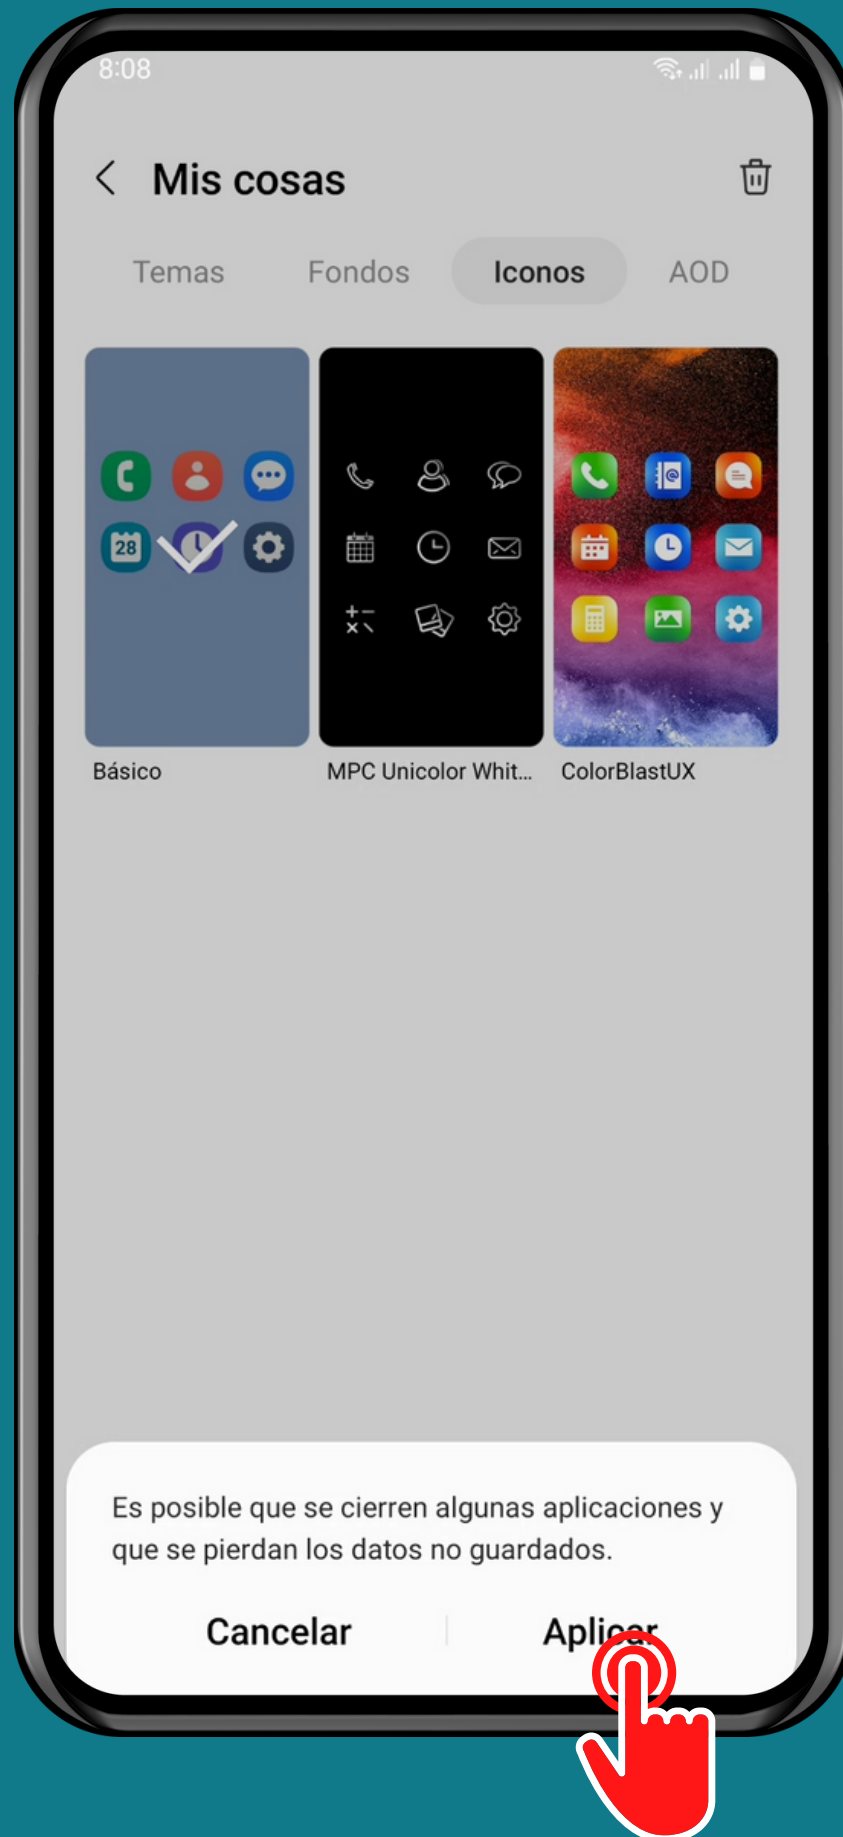 8:08
Mis cosas
Temas Fondos Iconos AOD
28
Básico MPC Unicolor Whit... ColorBlastUX
Es posible que se cierren algunas aplicaciones y
que se pierdan los datos no guardados.
Cancelar Aplicar